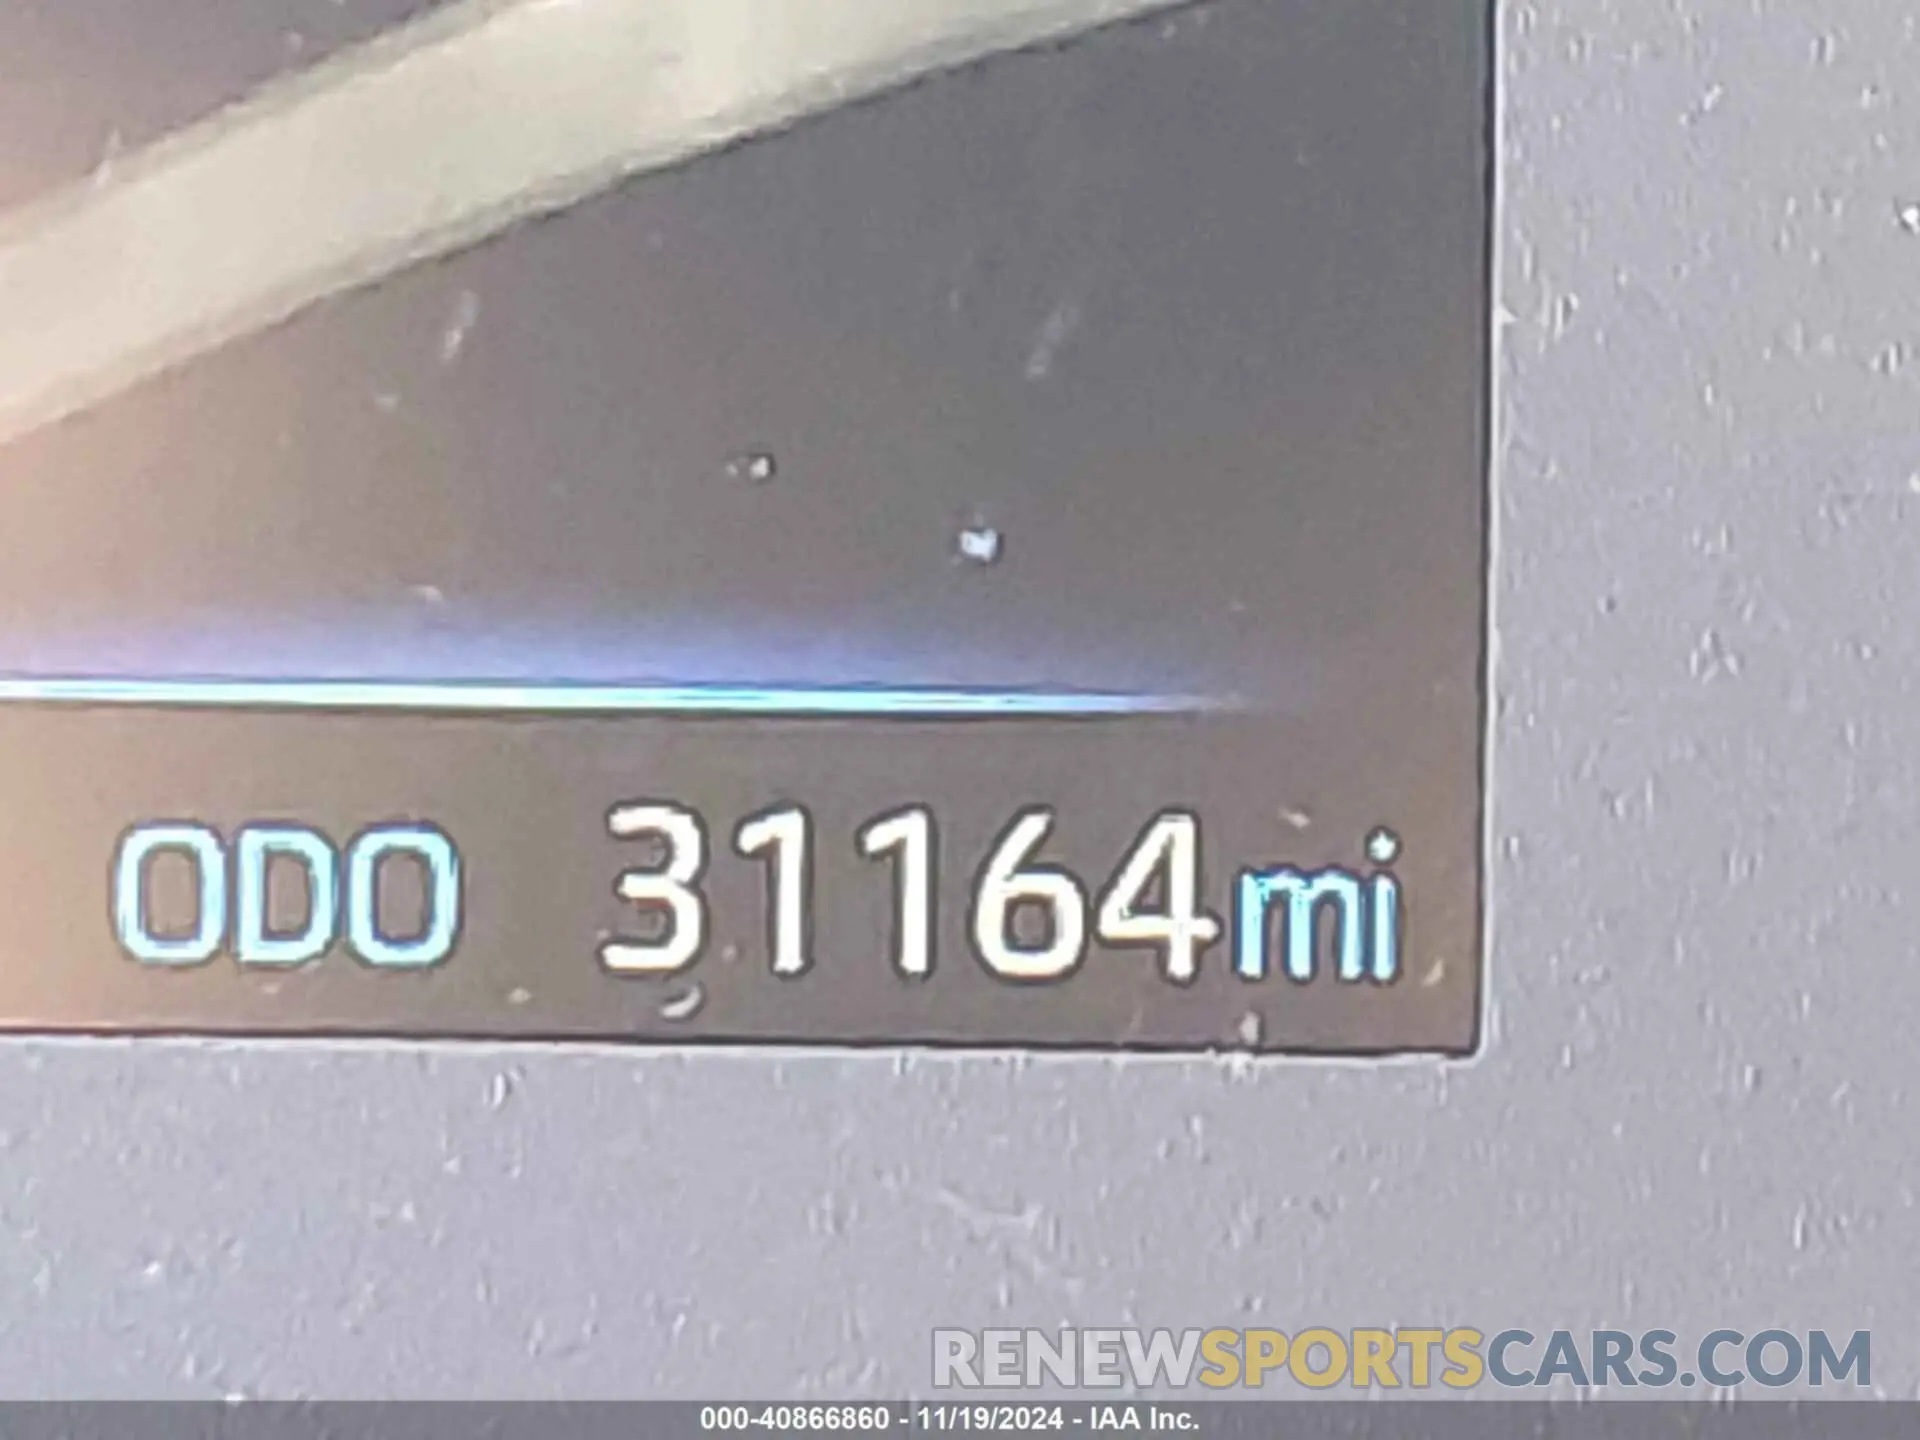 ODO 31164mi
RENEWSPORTSCARS.COM
000-40866860 - 11/19/2024 - IAA Inc.